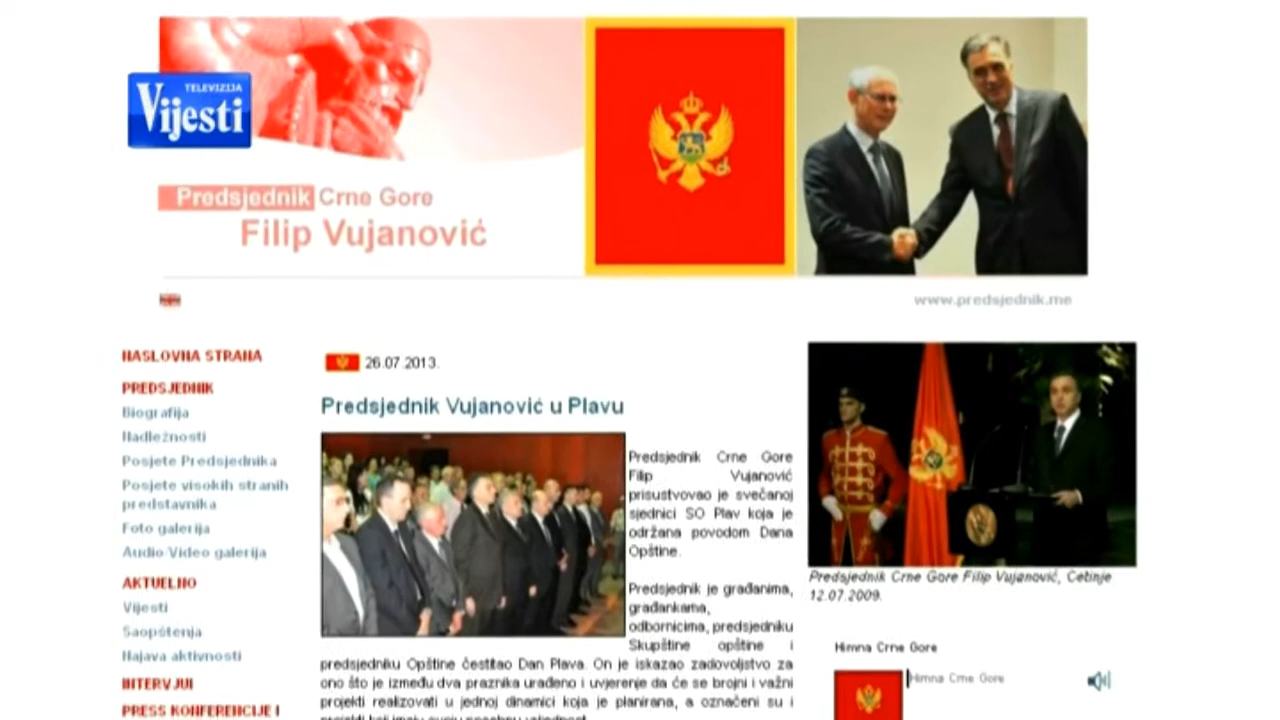 TELEVIZIJA
Vijesti
Predsjednik Crne Gore
Filip Vujanović
www.predsjednik.me
NASLOVNA STRANA
PREDSJEDNIK
Biografija
Nadležnosti
Posjete Predsjednika
Posjete visokih stranih
predstavnika
Foto galerija
Audio/Video galerija
AKTUELNO
Vijesti
Saopštenja
Najava aktivnosti
INTERVJUI
PRESS KONFERENCIJE I
26.07.2013.
Predsjednik Vujanović u Plavu
Predsjednik Crne Gore
Filip Vujanović
prisustvovao je svečanoj
sjednici SO Plav koja je
održana povodom Dana
Opštine.
Predsjednik je građanima,
građankama,
odbornicima, predsjedniku
Skupštine opštine i
predsjedniku Opštine čestitao Dan Plava. On je iskazao zadovoljstvo za
ono što je između dva praznika urađeno i uvjerenje da će se brojni i važni
projekti realizovati u jednoj dinamici koja je planirana, a označeni su i
Predsjednik Crne Gore Filip Vujanović, Cetinje
12.07.2009.
Himna Crne Gore
Himna Crne Gore